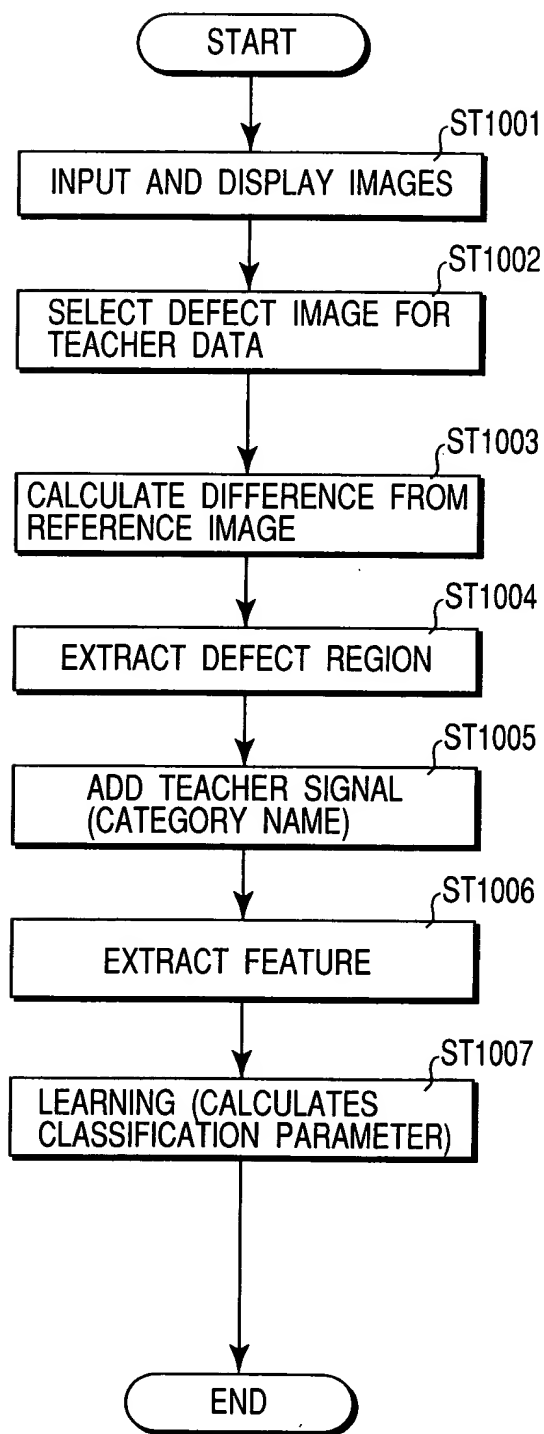 START
ST1001
INPUT AND DISPLAY IMAGES
ST1002
SELECT DEFECT IMAGE FOR
TEACHER DATA
ST1003
CALCULATE DIFFERENCE FROM
REFERENCE IMAGE
ST1004
EXTRACT DEFECT REGION
ST1005
ADD TEACHER SIGNAL
(CATEGORY NAME)
ST1006
EXTRACT FEATURE
ST1007
LEARNING (CALCULATES
CLASSIFICATION PARAMETER)
END